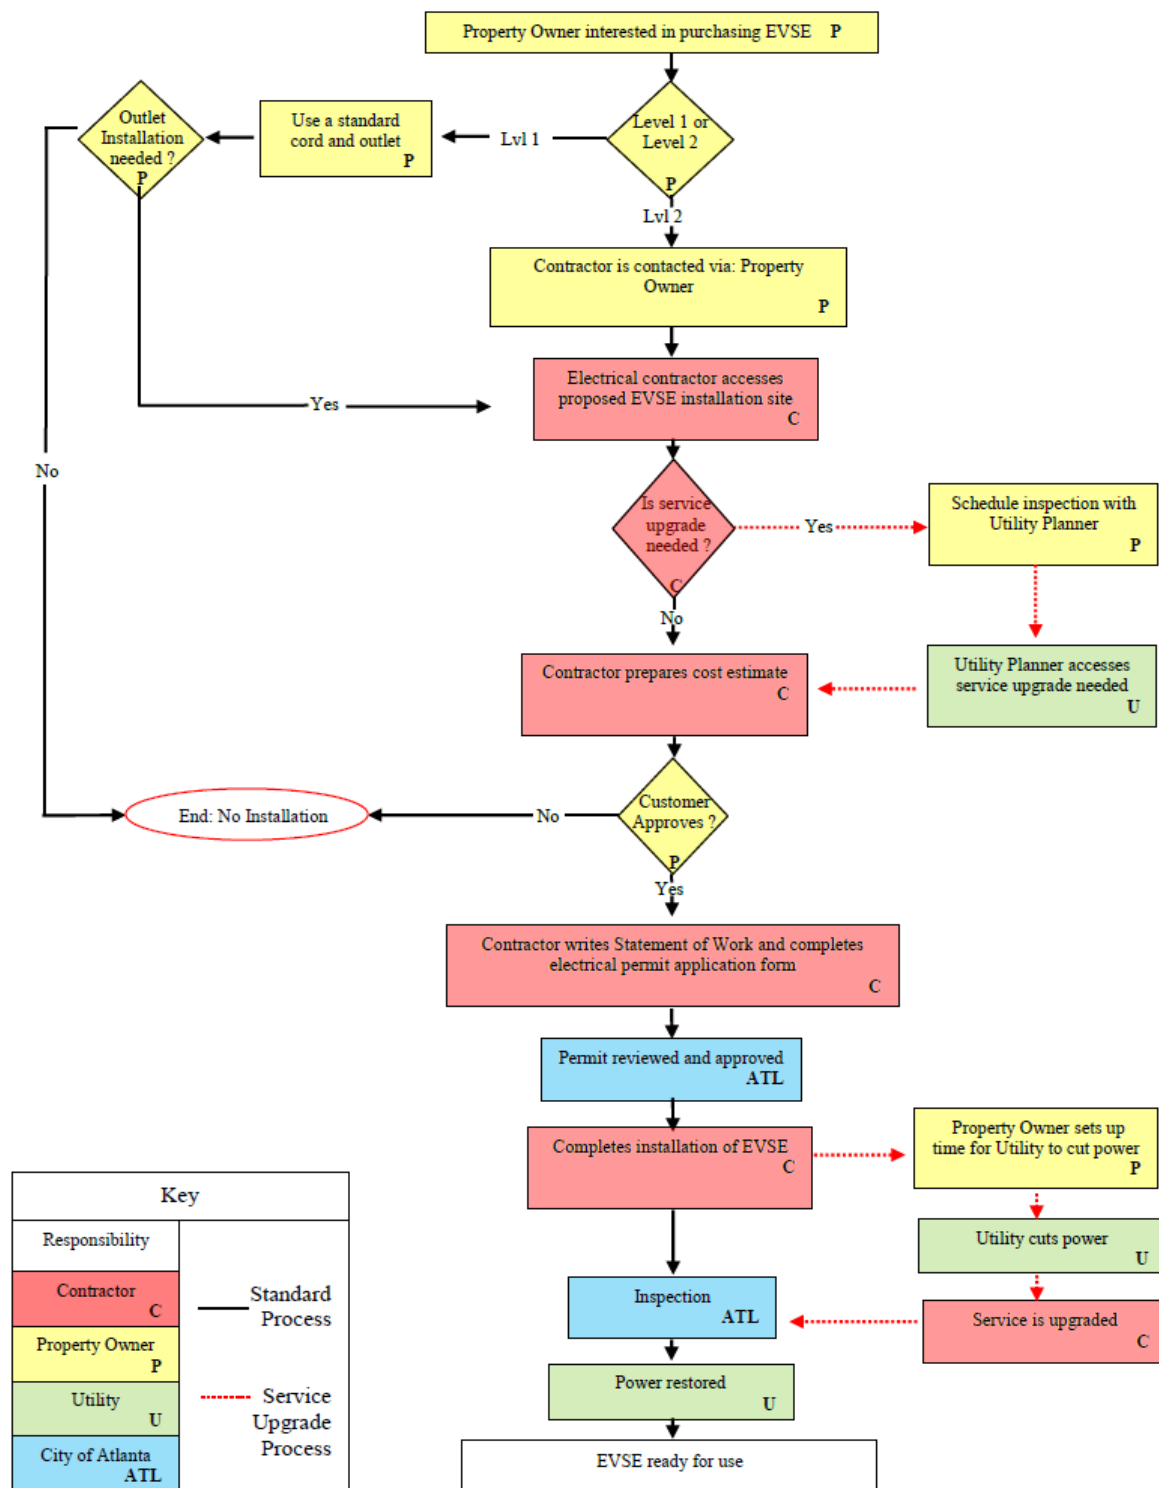 Property Owner interested in purchasing EVSE P
Outlet
Installation
needed ?
P
Use a standard
cord and outlet
P
Lvl 1
Level 1 or
Level 2
P
Lvl 2
Contractor is contacted via: Property
Owner
P
Electrical contractor accesses
proposed EVSE installation site
C
Yes
No
Is service
upgrade
needed ?
C
Yes
Schedule inspection with
Utility Planner
P
No
Contractor prepares cost estimate
C
Utility Planner accesses
service upgrade needed
U
End: No Installation
No
Customer
Approves ?
P
Yes
Contractor writes Statement of Work and completes
electrical permit application form
C
Permit reviewed and approved
ATL
Completes installation of EVSE
C
Property Owner sets up
time for Utility to cut power
P
Utility cuts power
U
Service is upgraded
C
Inspection
ATL
Power restored
U
EVSE ready for use
Key
Responsibility
Contractor
C
Property Owner
P
Utility
U
City of Atlanta
ATL
Standard
Process
Service
Upgrade
Process